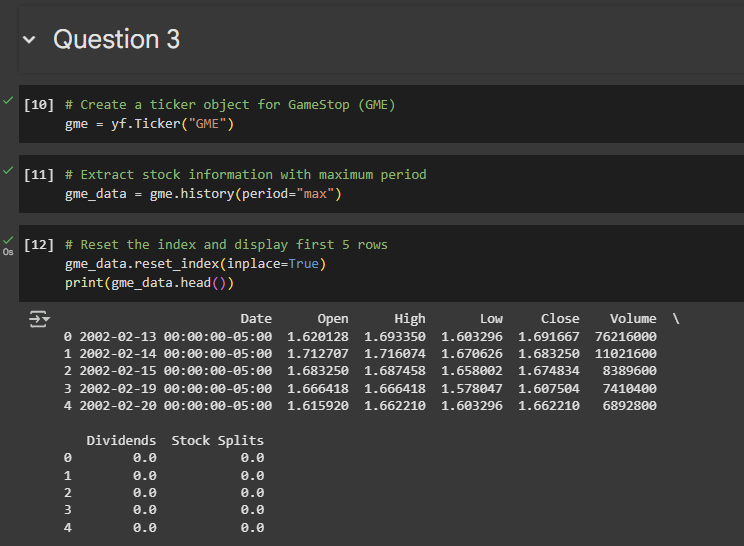 Question 3
[10] # Create a ticker object for GameStop (GME)
gme = yf.Ticker("GME")
[11] # Extract stock information with maximum period
gme_data = gme.history(period="max")
[12] # Reset the index and display first 5 rows
0s
gme_data.reset_index(inplace=True)
print(gme_data.head())
Date Open High Low Close Volume \
0 2002-02-13 00:00:00-05:00 1.620128 1.693350 1.603296 1.691667 76216000
1 2002-02-14 00:00:00-05:00 1.712707 1.716074 1.670626 1.683250 11021600
2 2002-02-15 00:00:00-05:00 1.683250 1.687458 1.658002 1.674834 8389600
3 2002-02-19 00:00:00-05:00 1.666418 1.666418 1.578047 1.607504 7410400
4 2002-02-20 00:00:00-05:00 1.615920 1.662210 1.603296 1.662210 6892800
Dividends Stock Splits
0 0.0 0.0
1 0.0 0.0
2 0.0 0.0
3 0.0 0.0
4 0.0 0.0